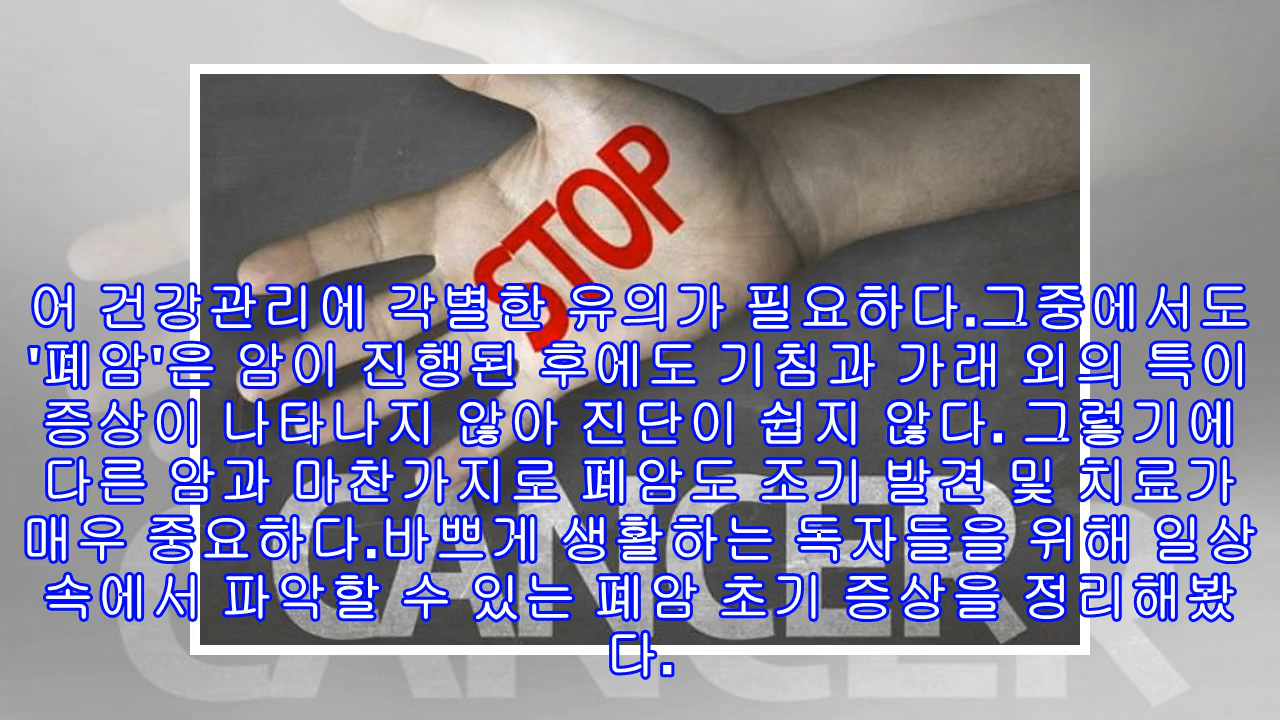 STOP
어 건강관리에 각별한 유의가 필요하다.그중에서도
'폐암'은 암이 진행된 후에도 기침과 가래 외의 특이
증상이 나타나지 않아 진단이 쉽지 않다. 그렇기에
다른 암과 마찬가지로 폐암도 조기 발견 및 치료가
매우 중요하다.바쁘게 생활하는 독자들을 위해 일상
속에서 파악할 수 있는 폐암 초기 증상을 정리해봤
다.
CANCER